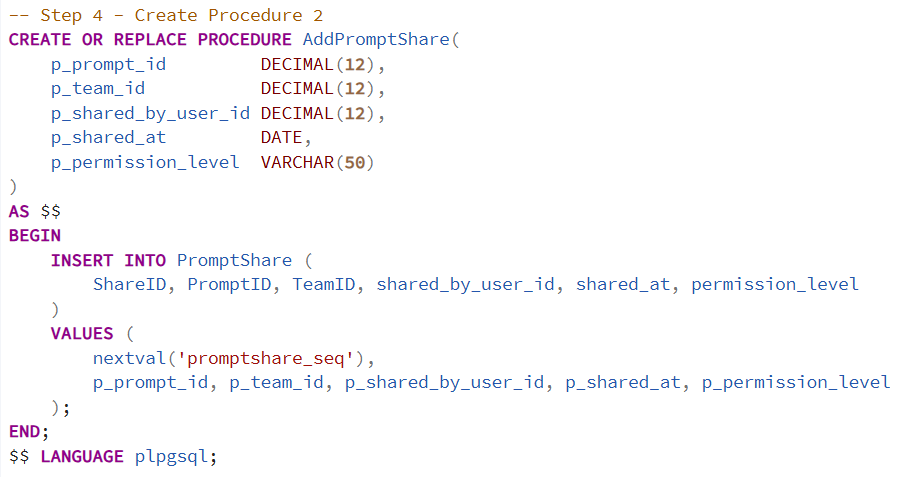 -- Step 4 - Create Procedure 2
CREATE OR REPLACE PROCEDURE AddPromptShare(
    p_prompt_id         DECIMAL(12),
    p_team_id           DECIMAL(12),
    p_shared_by_user_id DECIMAL(12),
    p_shared_at         DATE,
    p_permission_level  VARCHAR(50)
)
AS $$
BEGIN
    INSERT INTO PromptShare (
        ShareID, PromptID, TeamID, shared_by_user_id, shared_at, permission_level
    )
    VALUES (
        nextval('promptshare_seq'),
        p_prompt_id, p_team_id, p_shared_by_user_id, p_shared_at, p_permission_level
    );
END;
$$ LANGUAGE plpgsql;